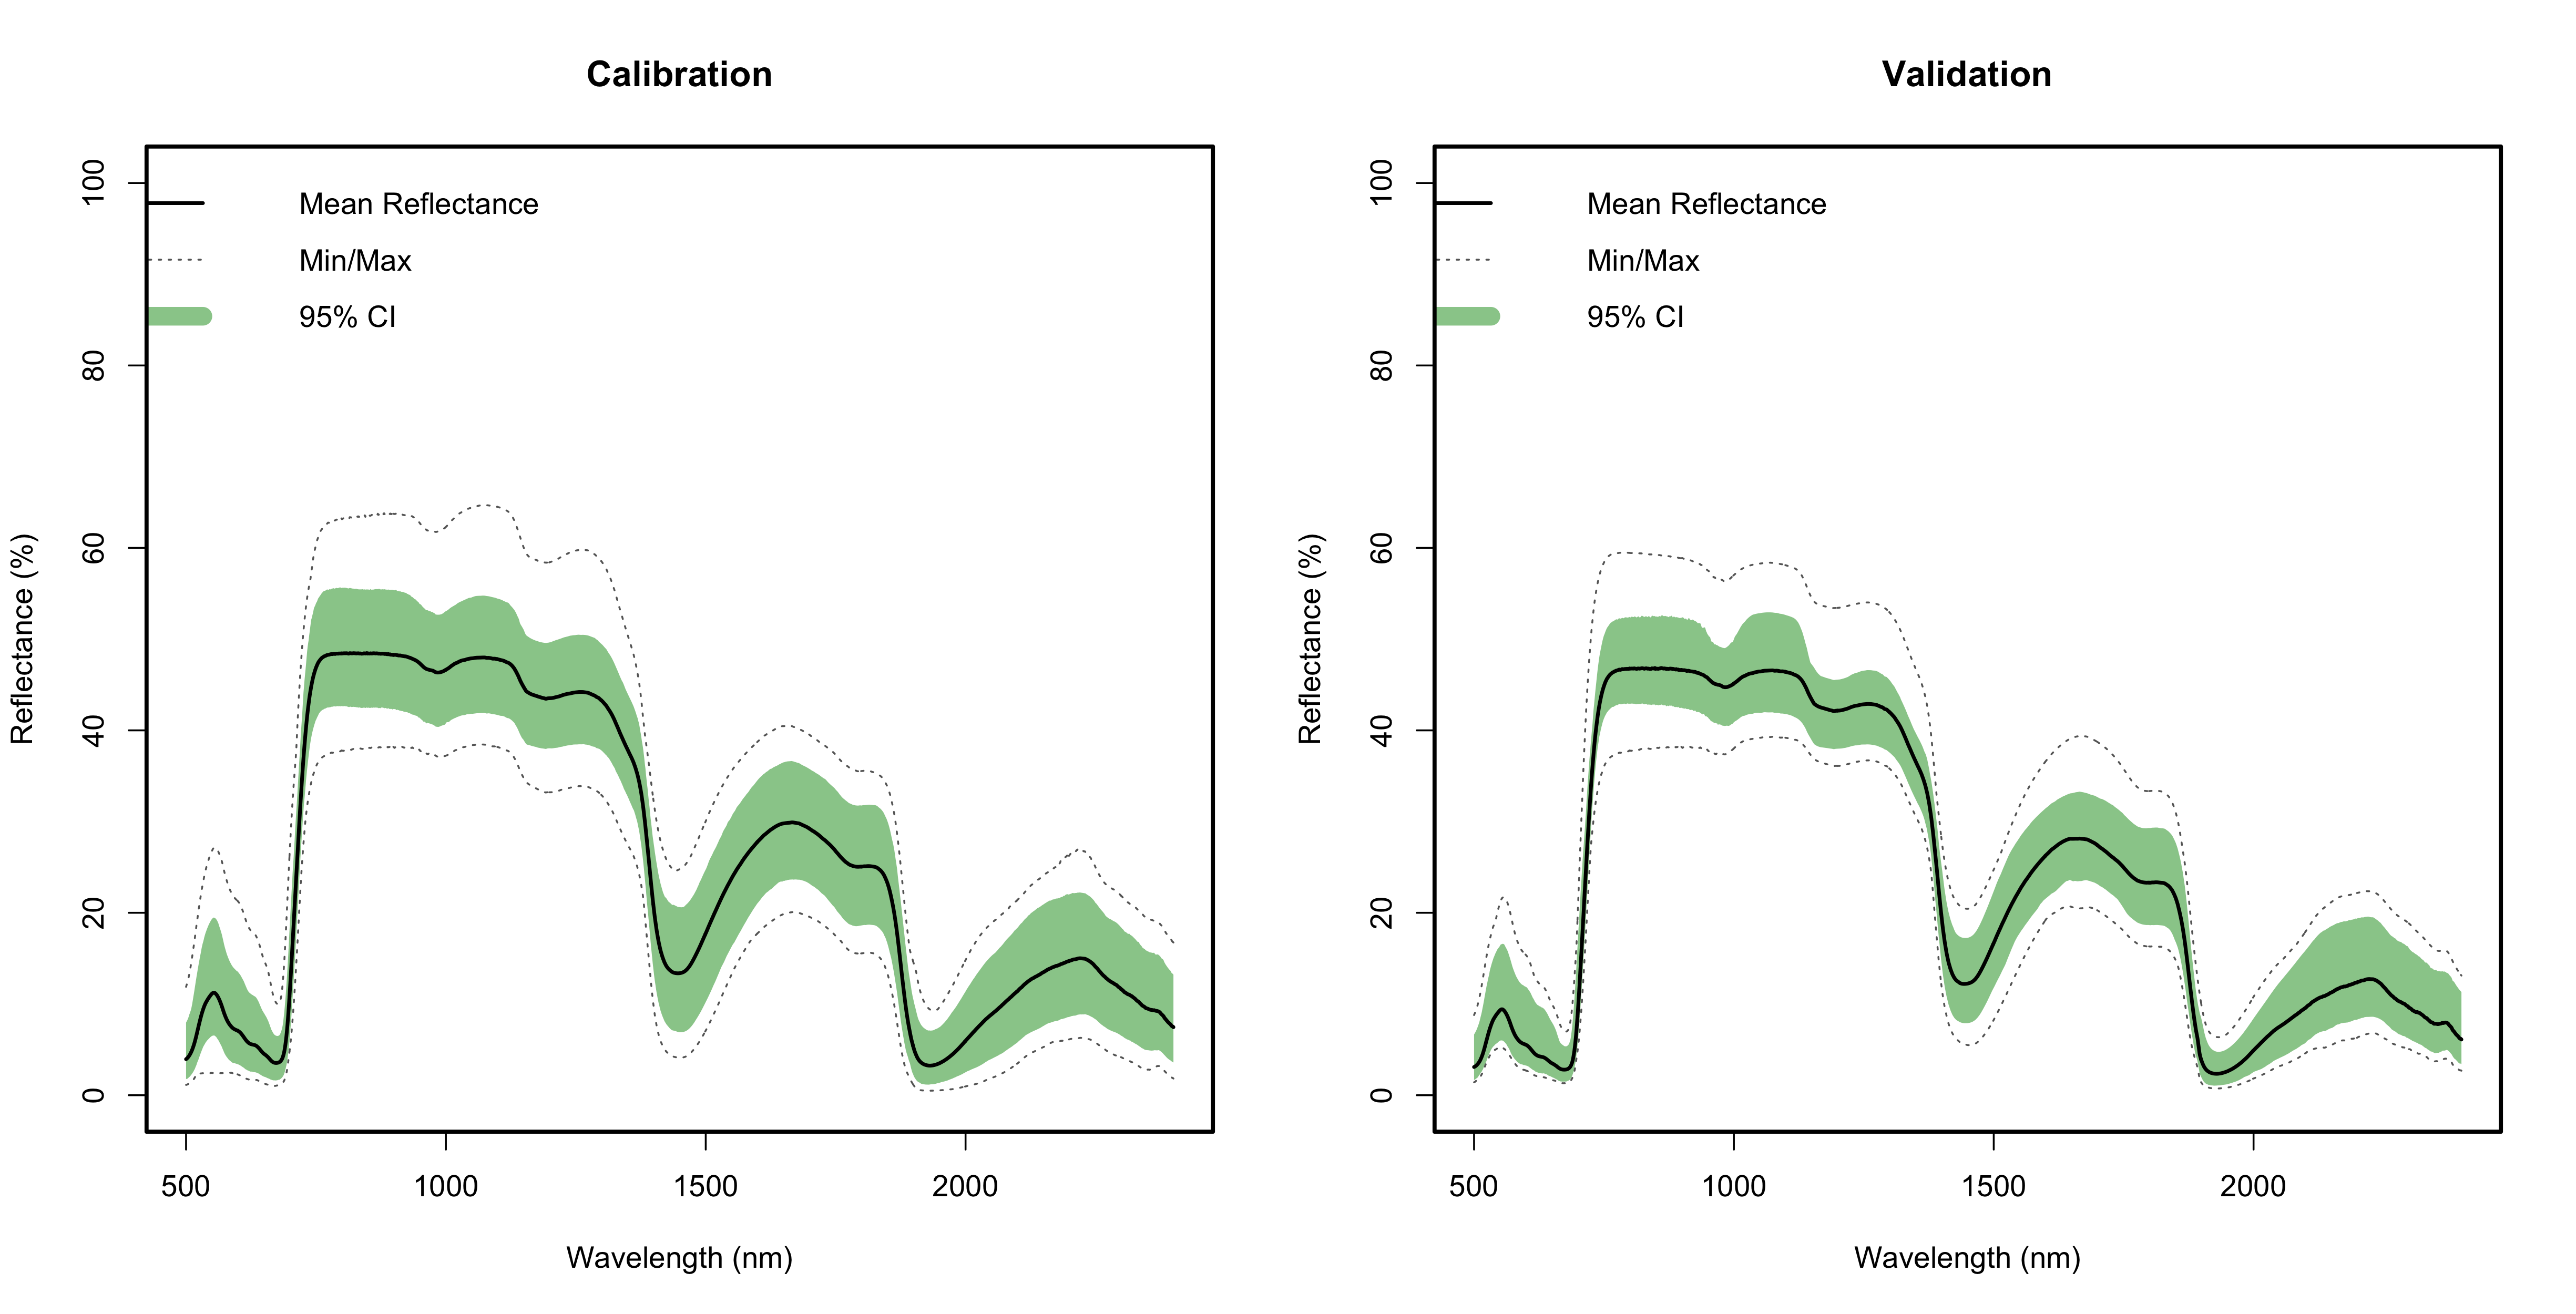 Calibration
Reflectance (%)
100
80
60
40
20
0
Mean Reflectance
Min/Max
95% CI
500 1000 1500 2000
Wavelength (nm)
Validation
Reflectance (%)
100
80
60
40
20
0
Mean Reflectance
Min/Max
95% CI
500 1000 1500 2000
Wavelength (nm)